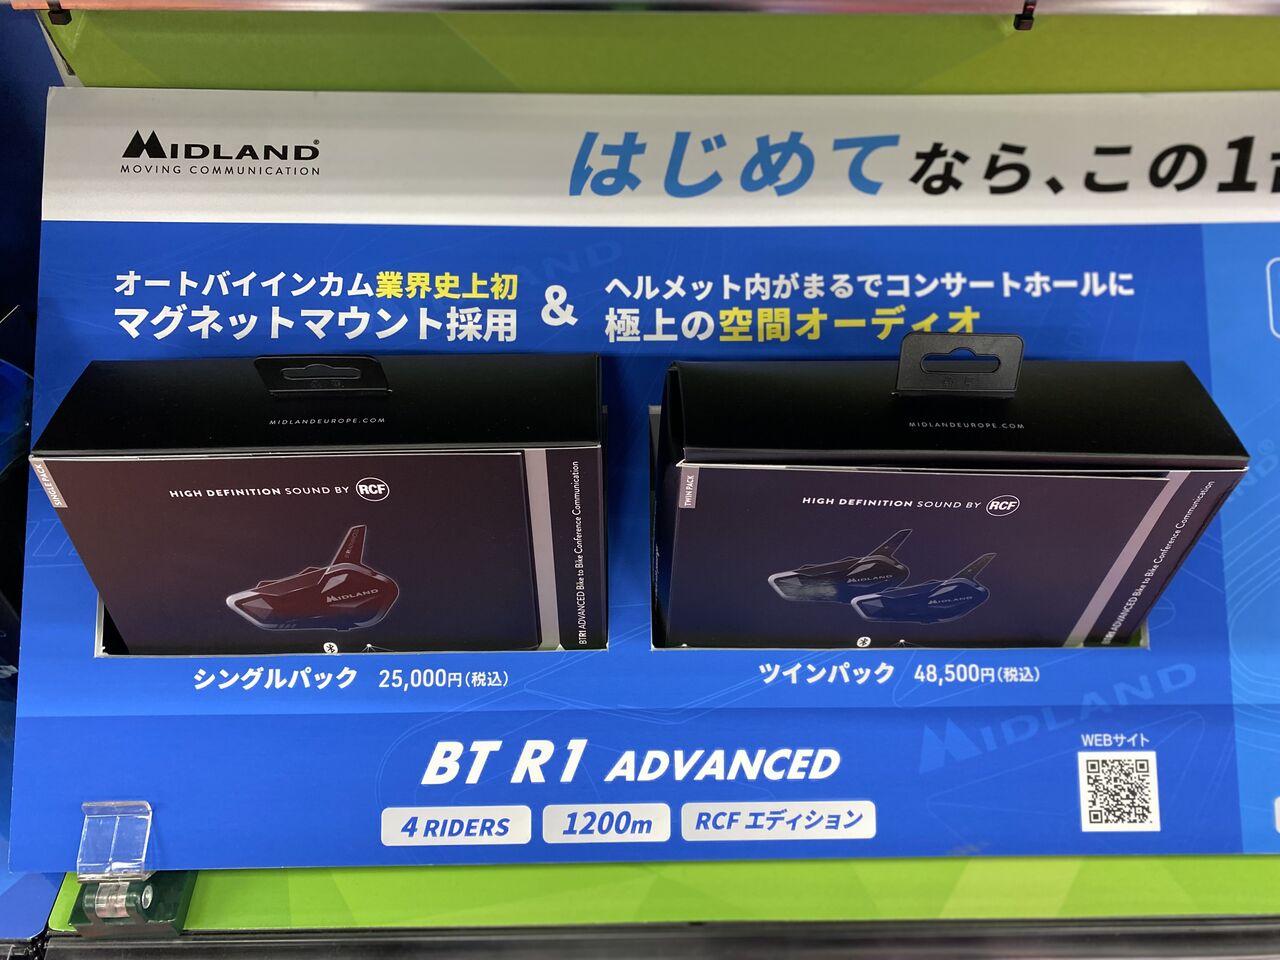 MIDLAND®
MOVING COMMUNICATION
はじめてなら、この1
オートバイインカム業界史上初
マグネットマウント採用
&
ヘルメット内がまるでコンサートホールに
極上の空間オーディオ
MIDLANDEUROPE.COM
SINGLE PACK
HIGH DEFINITION SOUND BY RCF
MIDLAND
BTR1 ADVANCED Bike to Bike Conference Communication
MIDLANDEUROPE.COM
TWIN PACK
HIGH DEFINITION SOUND BY RCF
MIDLAND
MIDLAND
BTR1 ADVANCED Bike to Bike Conference Communication
シングルパック 25,000円(税込)
ツインパック 48,500円(税込)
MIDLAND
BT R1 ADVANCED
4 RIDERS
1200m
RCF エディション
WEBサイト